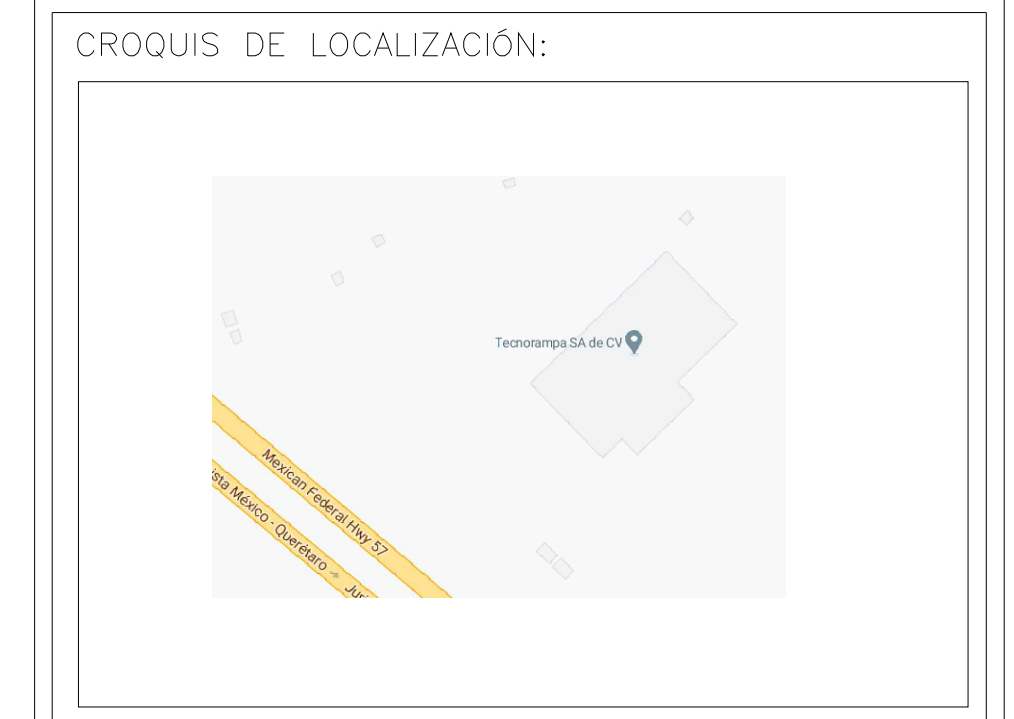 CROQUIS DE LOCALIZACIÓN:
Tecnorampa SA de CV
Mexican Federal Hwy 57
ista México - Querétaro